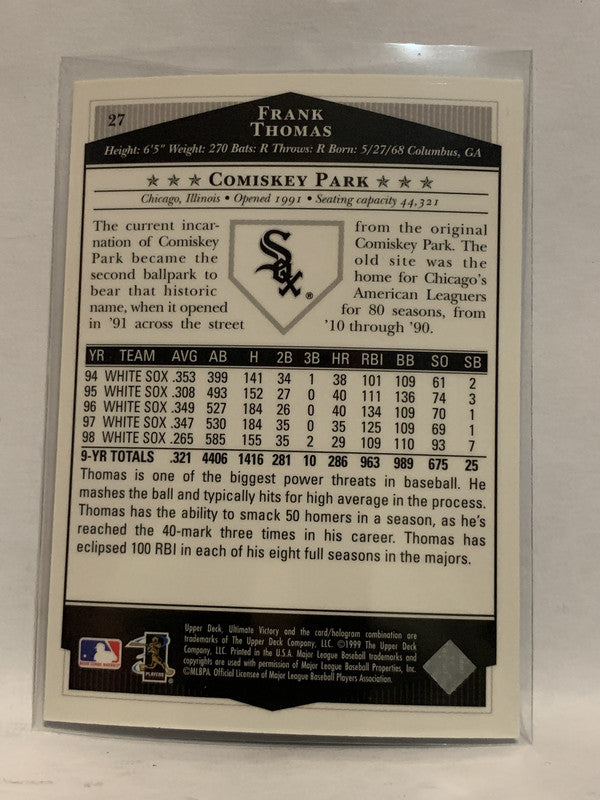 27
FRANK
THOMAS
Height: 6'5" Weight: 270 Bats: R Throws: R Born: 5/27/68 Columbus, GA
★ ★ ★ COMISKEY PARK ★ ★ ★
Chicago, Illinois • Opened 1991 • Seating capacity 44,321
The current incar-
nation of Comiskey
Park became the
second ballpark to
bear that historic
name, when it opened
in '91 across the street
Sox
®
from the original
Comiskey Park. The
old site was the
home for Chicago's
American Leaguers
for 80 seasons, from
'10 through '90.
YR TEAM AVG AB H 2B 3B HR RBI BB SO SB
94 WHITE SOX .353 399 141 34 1 38 101 109 61 2
95 WHITE SOX .308 493 152 27 0 40 111 136 74 3
96 WHITE SOX .349 527 184 26 0 40 134 109 70 1
97 WHITE SOX .347 530 184 35 0 35 125 109 69 1
98 WHITE SOX .265 585 155 35 2 29 109 110 93 7
9-YR TOTALS .321 4406 1416 281 10 286 963 989 675 25
Thomas is one of the biggest power threats in baseball. He
mashes the ball and typically hits for high average in the process.
Thomas has the ability to smack 50 homers in a season, as he's
reached the 40-mark three times in his career. Thomas has
eclipsed 100 RBI in each of his eight full seasons in the majors.
Upper Deck, Ultimate Victory and the card/hologram combination are
trademarks of The Upper Deck Company, LLC. ©1999 The Upper Deck
Company, LLC. Printed in the U.S.A. Major League Baseball trademarks and
copyrights are used with permission of Major League Baseball Properties, Inc.
©MLBPA. Official Licensee of Major League Baseball Players Association.
PLAYERS